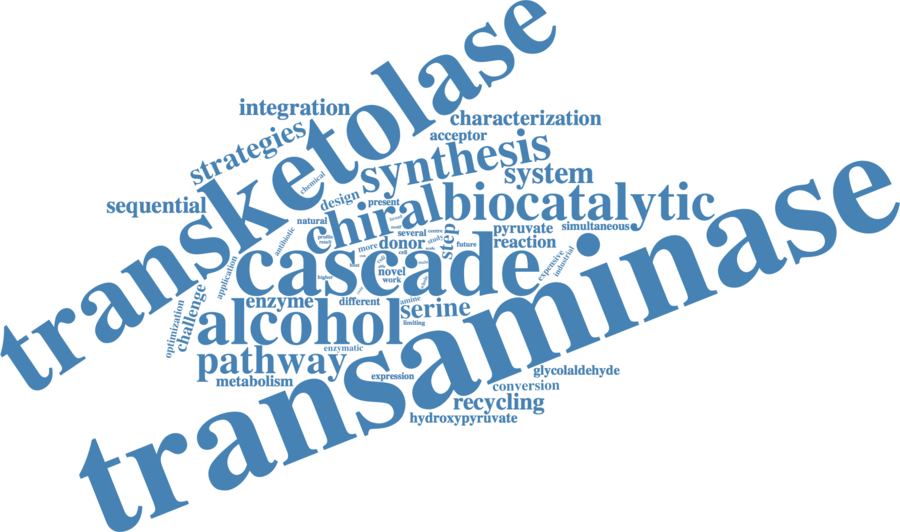 transketolase
integration
characterization
acceptor
strategies
synthesis
system
chemical
design
present
sequential
chiral
biocatalytic
natural
pyruvate
simultaneous
several
step
reaction
donor
study
future
antibiotic
more
cascade
novel
work
higher
expensive
industrial
application
enzyme
different
amine
serine
challenge
optimization
alcohol
limiting
enzymatic
pathway
transaminase
metabolism
expression
glycolaldehyde
conversion
recycling
hydroxypyruvate